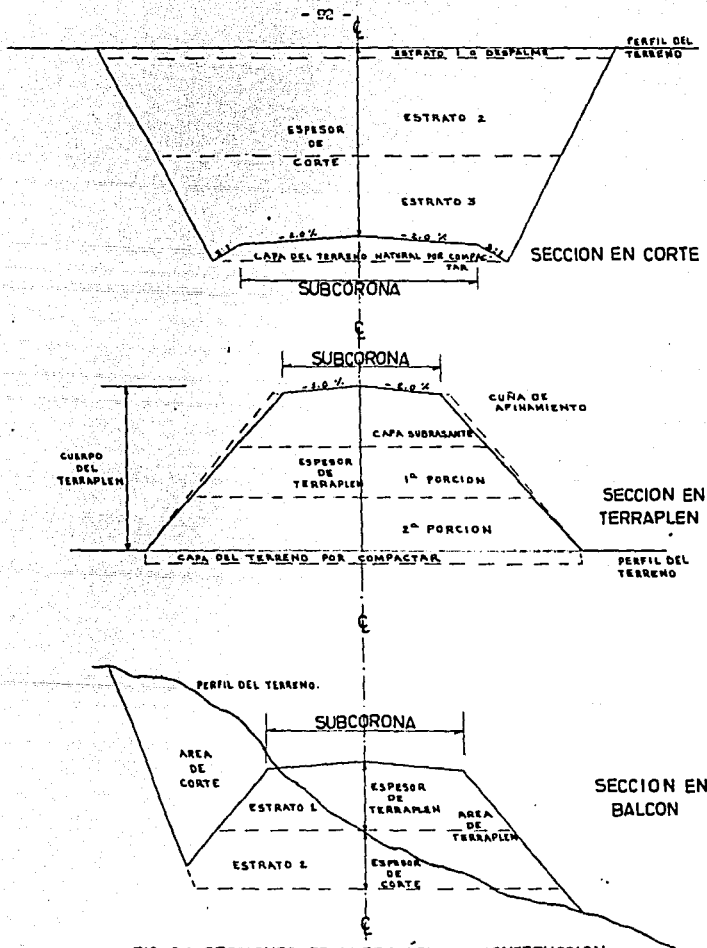 - 92 -
℄
PERFIL DEL
TERRENO
ESTRATO 1 o DESPALME
ESTRATO 2
ESPESOR
DE
CORTE
ESTRATO 3
-2.0 %
-2.0 %
CAPA DEL TERRENO NATURAL POR COMPAC-
TAR
SECCION EN CORTE
SUBCORONA
℄
SUBCORONA
-2.0 %
-2.0 %
CUÑA DE
AFINAMIENTO
CAPA SUBRASANTE
CUERPO
DEL
TERRAPLEN
ESPESOR
DE
TERRAPLEN
1ª PORCION
2ª PORCION
SECCION EN
TERRAPLEN
CAPA DEL TERRENO POR COMPACTAR
PERFIL DEL
TERRENO
℄
PERFIL DEL TERRENO.
SUBCORONA
AREA
DE
CORTE
ESPESOR
DE
TERRAPLEN
ESTRATO 1
AREA
DE
TERRAPLEN
SECCION EN
BALCON
ESTRATO 2
ESPESOR
DE
CORTE
℄